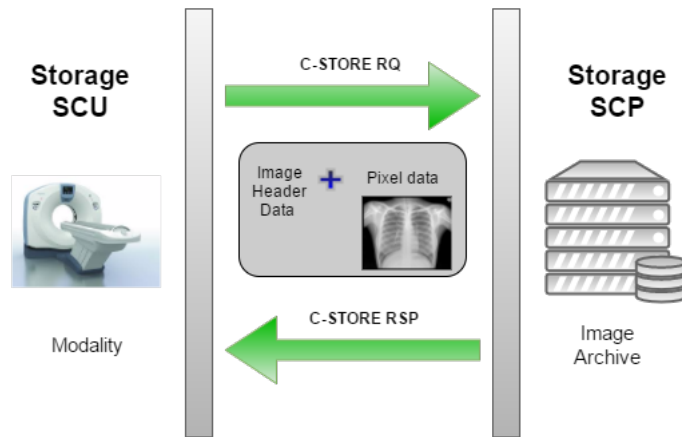 Storage
SCU
C-STORE RQ
Storage
SCP
Image
Header
Data
+
Pixel data
C-STORE RSP
Modality
Image
Archive